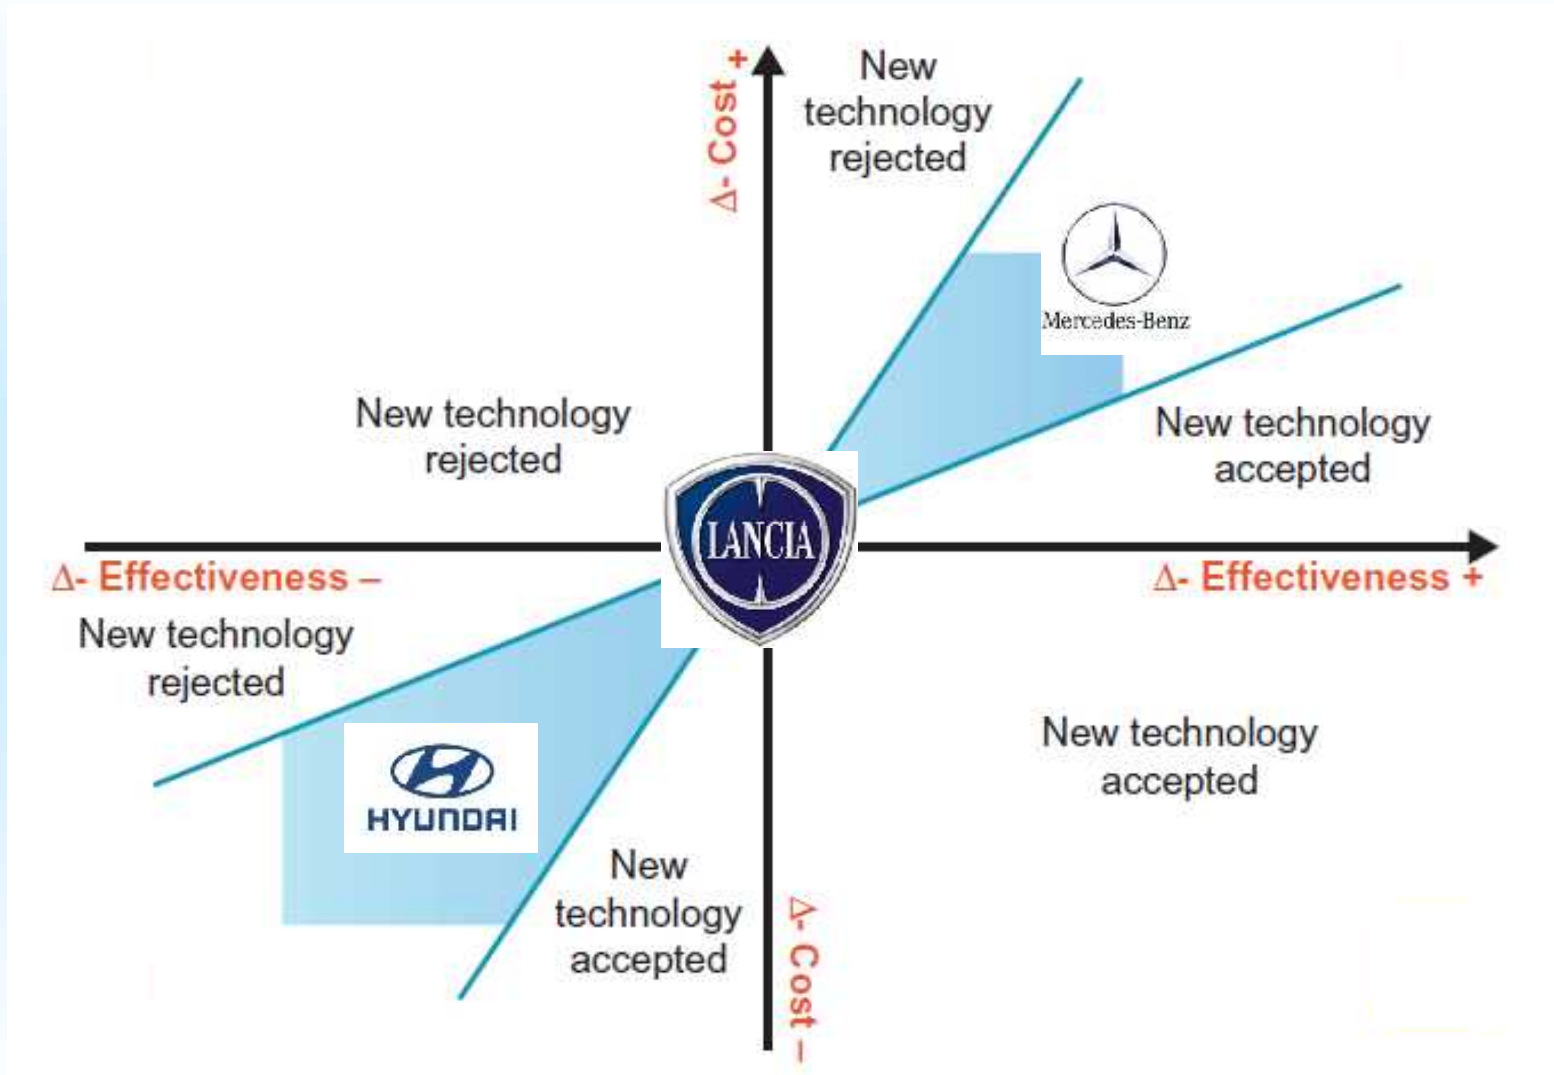 Δ- Cost +
New
technology
rejected
Mercedes-Benz
New technology
rejected
New technology
accepted
LANCIA
Δ- Effectiveness –
Δ- Effectiveness +
New technology
rejected
New technology
accepted
HYUNDAI
New
technology
accepted
Δ- Cost –